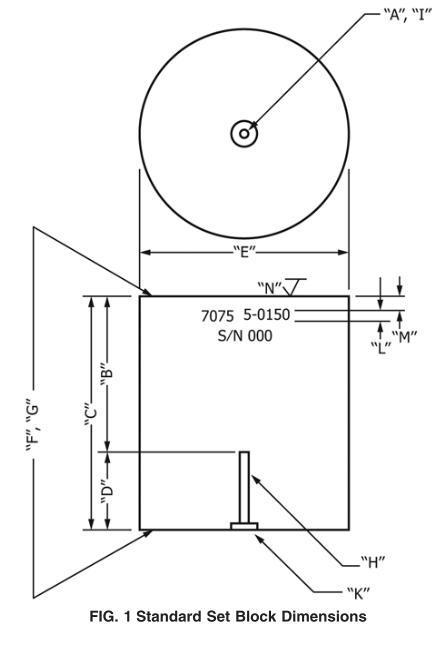 “A”, “I”
“E”
“N”
7075 5-0150
S/N 000
“L”
“M”
“B”
“C”
“F”, “G”
“D”
“H”
“K”
FIG. 1 Standard Set Block Dimensions